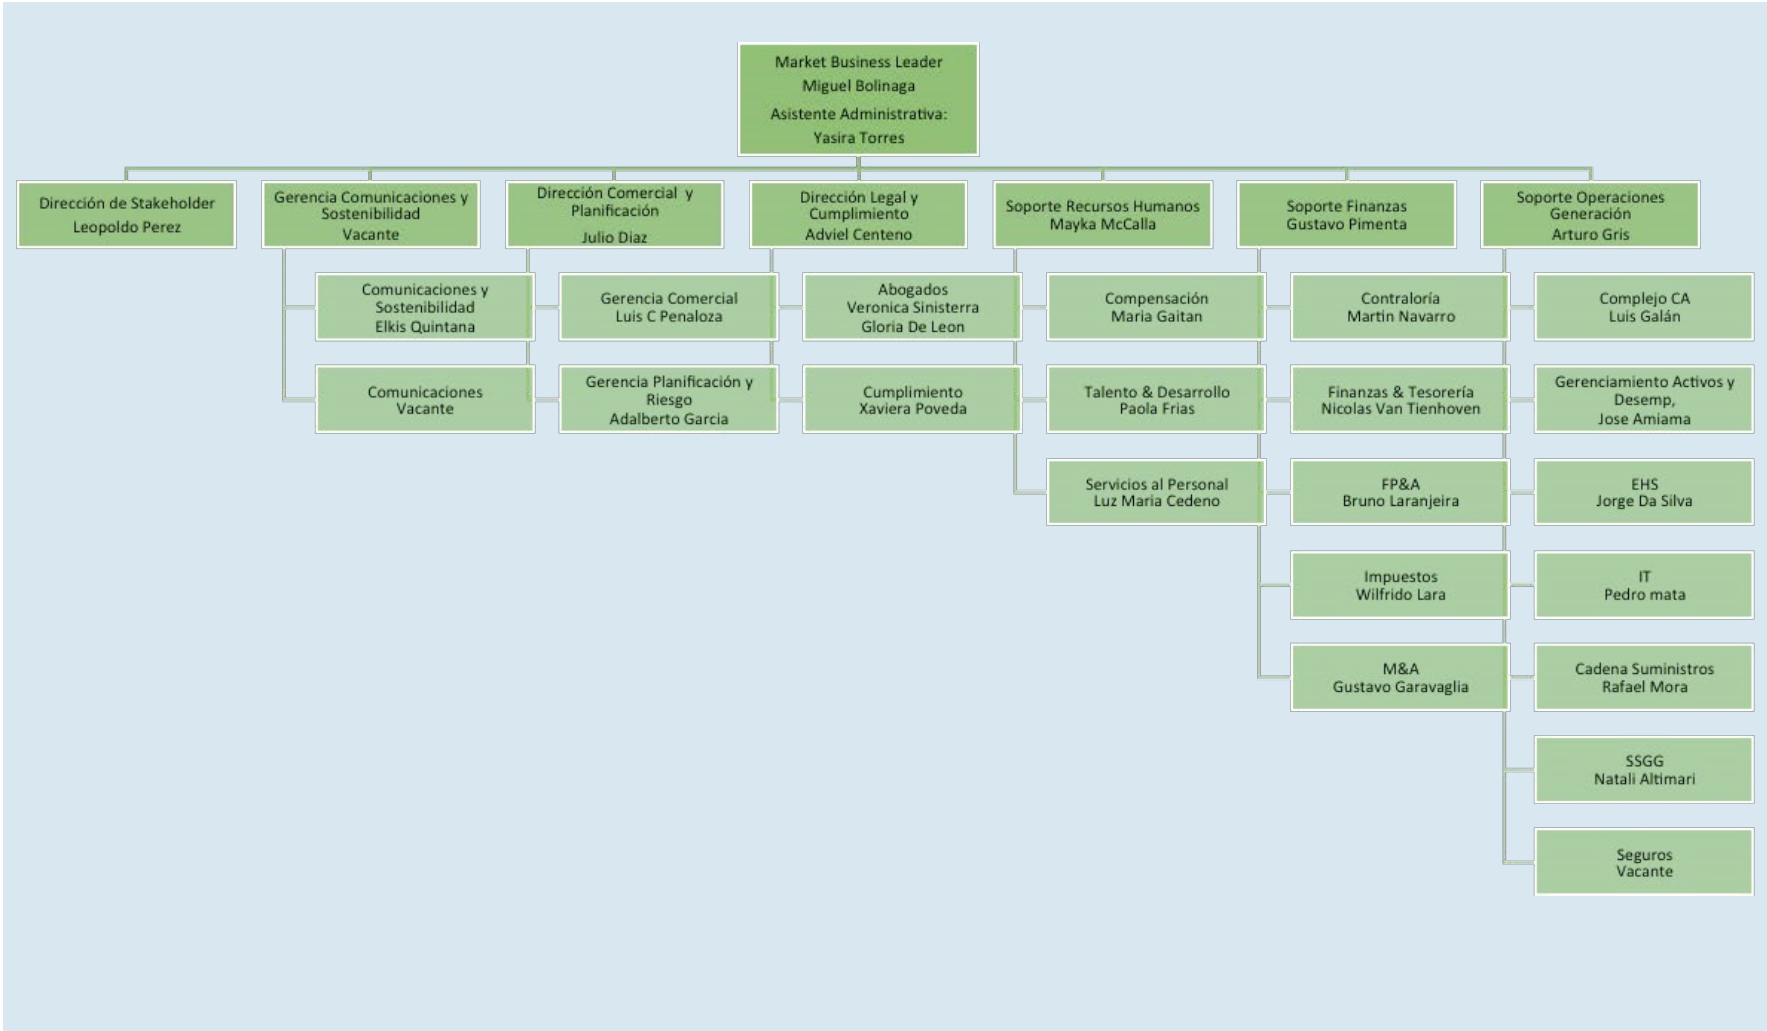 Market Business Leader
Miguel Bolinaga
Asistente Administrativa:
Yasira Torres
Dirección de Stakeholder
Leopoldo Perez
Gerencia Comunicaciones y
Sostenibilidad
Vacante
Dirección Comercial y
Planificación
Julio Diaz
Dirección Legal y
Cumplimiento
Adviel Centeno
Soporte Recursos Humanos
Mayka McCalla
Soporte Finanzas
Gustavo Pimenta
Soporte Operaciones
Generación
Arturo Gris
Comunicaciones y
Sostenibilidad
Elkis Quintana
Comunicaciones
Vacante
Gerencia Comercial
Luis C Penaloza
Gerencia Planificación y
Riesgo
Adalberto Garcia
Abogados
Veronica Sinisterra
Gloria De Leon
Cumplimiento
Xaviera Poveda
Compensación
Maria Gaitan
Talento & Desarrollo
Paola Frias
Servicios al Personal
Luz Maria Cedeno
Contraloría
Martin Navarro
Finanzas & Tesorería
Nicolas Van Tienhoven
FP&A
Bruno Laranjeira
Impuestos
Wilfrido Lara
M&A
Gustavo Garavaglia
Complejo CA
Luis Galán
Gerenciamiento Activos y
Desemp,
Jose Amiama
EHS
Jorge Da Silva
IT
Pedro mata
Cadena Suministros
Rafael Mora
SSGG
Natali Altimari
Seguros
Vacante